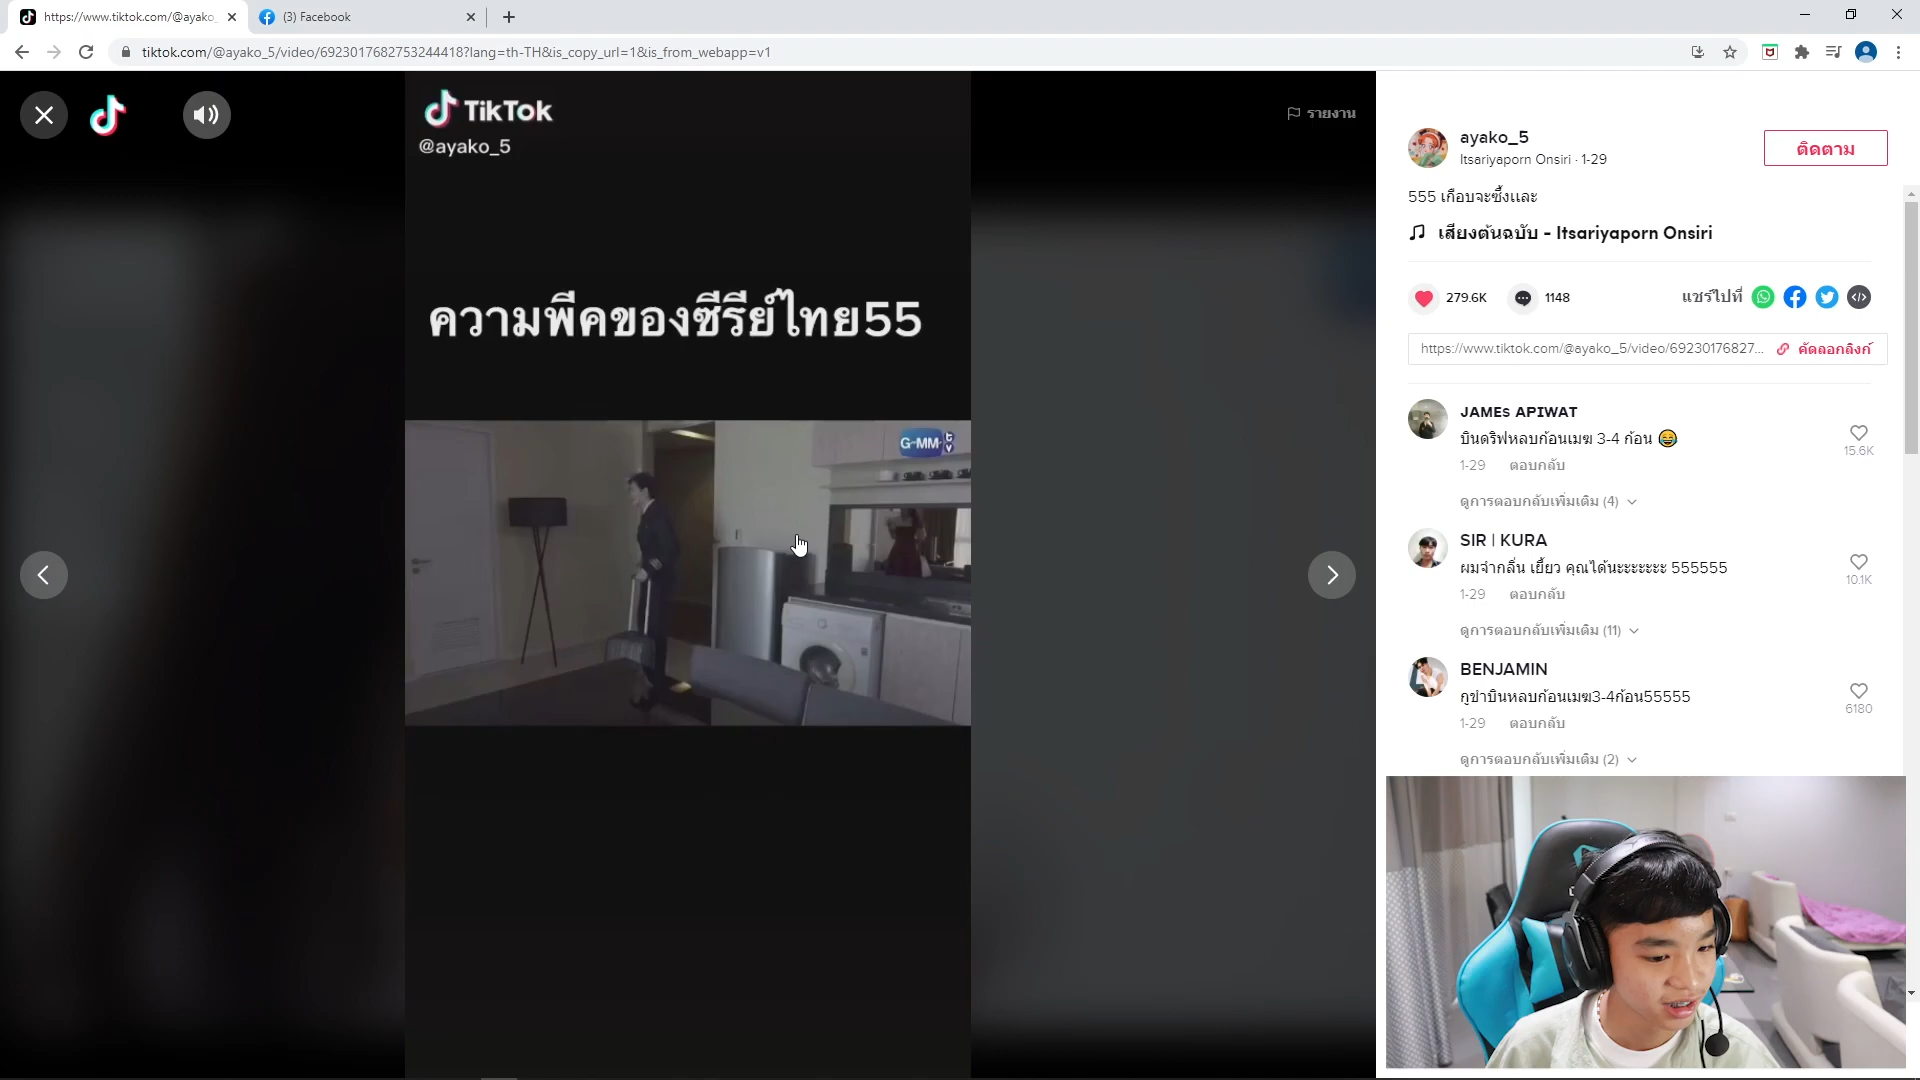 https://www.tiktok.com/@ayako_
(3) Facebook
tiktok.com/@ayako_5/video/6923017682753244418?lang=th-TH&is_copy_url=1&is_from_webapp=v1
TikTok
@ayako_5
รายงาน
ความพีคของซีรีย์ไทย55
G-MM-TV
ayako_5
Itsariyaporn Onsiri · 1-29
ติดตาม
555 เกือบจะซึ้งและ
เสียงต้นฉบับ - Itsariyaporn Onsiri
279.6K
1148
แชร์ไปที่
https://www.tiktok.com/@ayako_5/video/69230176827...
คัดลอกลิงก์
JAMEs APIWAT
บินดริฟหลบก้อนเมฆ 3-4 ก้อน 😂
15.6K
1-29 ตอบกลับ
ดูการตอบกลับเพิ่มเติม (4)
SIR | KURA
ผมจำกลิ่น เยี้ยว คุณได้นะะะะะะะ 555555
10.1K
1-29 ตอบกลับ
ดูการตอบกลับเพิ่มเติม (11)
BENJAMIN
กูขำบินหลบก้อนเมฆ3-4ก้อน55555
6180
1-29 ตอบกลับ
ดูการตอบกลับเพิ่มเติม (2)